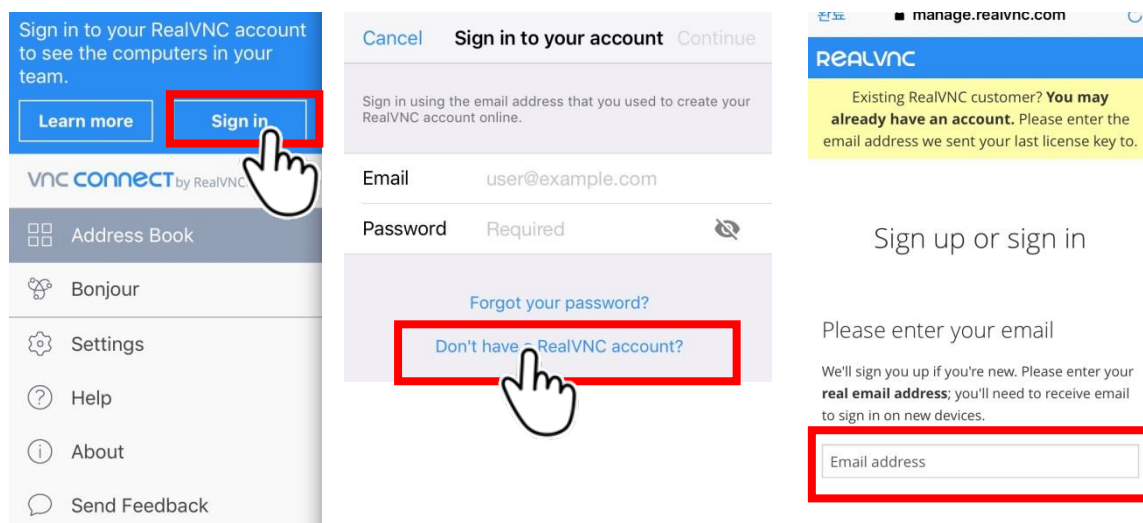 Sign in to your RealVNC account
to see the computers in your
team.
Learn more
Sign in
VNC CONNECT by RealVNC
Address Book
Bonjour
Settings
Help
About
Send Feedback
Cancel
Sign in to your account
Continue
Sign in using the email address that you used to create your
RealVNC account online.
Email
user@example.com
Password
Required
Forgot your password?
Don't have a RealVNC account?
완료
manage.realvnc.com
REALVNC
Existing RealVNC customer? You may
already have an account. Please enter the
email address we sent your last license key to.
Sign up or sign in
Please enter your email
We'll sign you up if you're new. Please enter your
real email address; you'll need to receive email
to sign in on new devices.
Email address